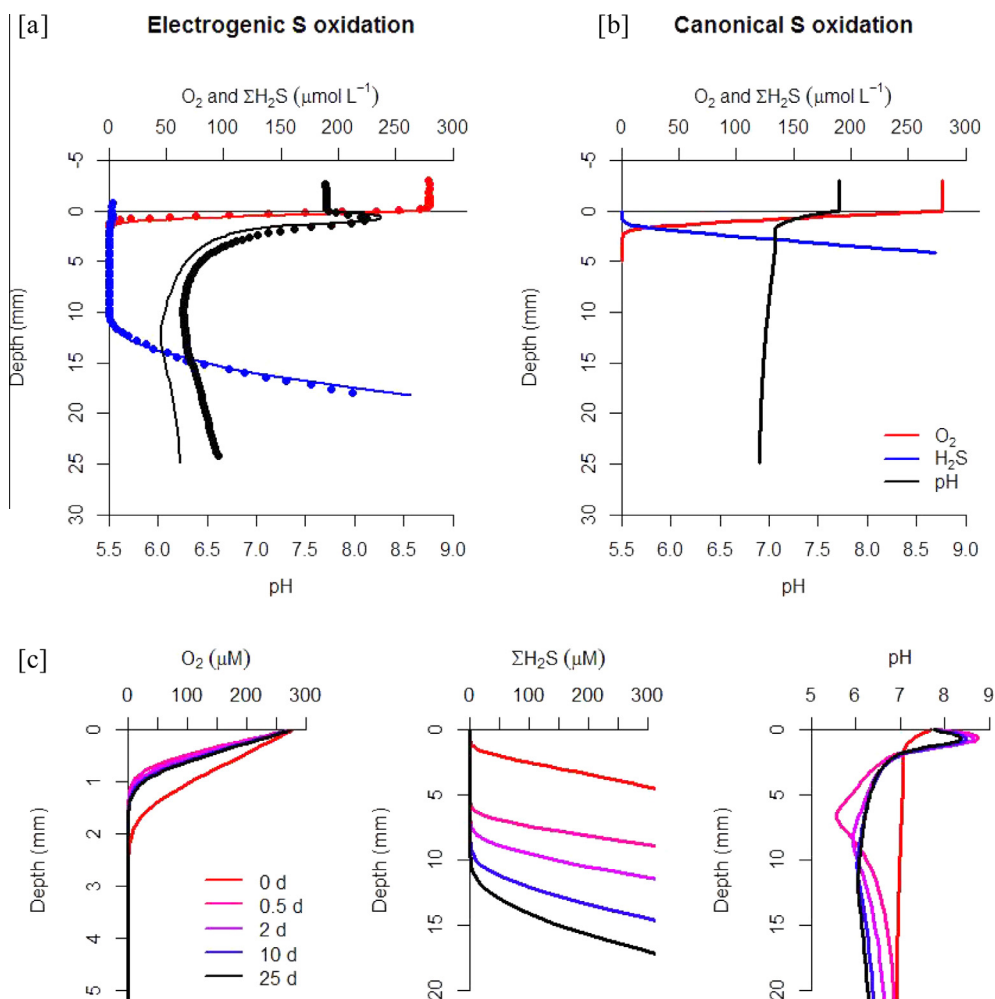 [a] Electrogenic S oxidation
O₂ and ΣH₂S (µmol L⁻¹)
0 50 100 150 200 250 300
-5 0 5 10 15 20 25 30
Depth (mm)
5.5 6.0 6.5 7.0 7.5 8.0 8.5 9.0
pH
[b] Canonical S oxidation
O₂ and ΣH₂S (µmol L⁻¹)
0 50 100 150 200 250 300
-5 0 5 10 15 20 25 30
Depth (mm)
O₂
H₂S
pH
5.5 6.0 6.5 7.0 7.5 8.0 8.5 9.0
pH
[c] O₂ (µM)
0 100 200 300
0 1 2 3 4 5
Depth (mm)
0 d
0.5 d
2 d
10 d
25 d
ΣH₂S (µM)
0 100 200 300
0 5 10 15 20
Depth (mm)
pH
5 6 7 8 9
0 5 10 15 20
Depth (mm)